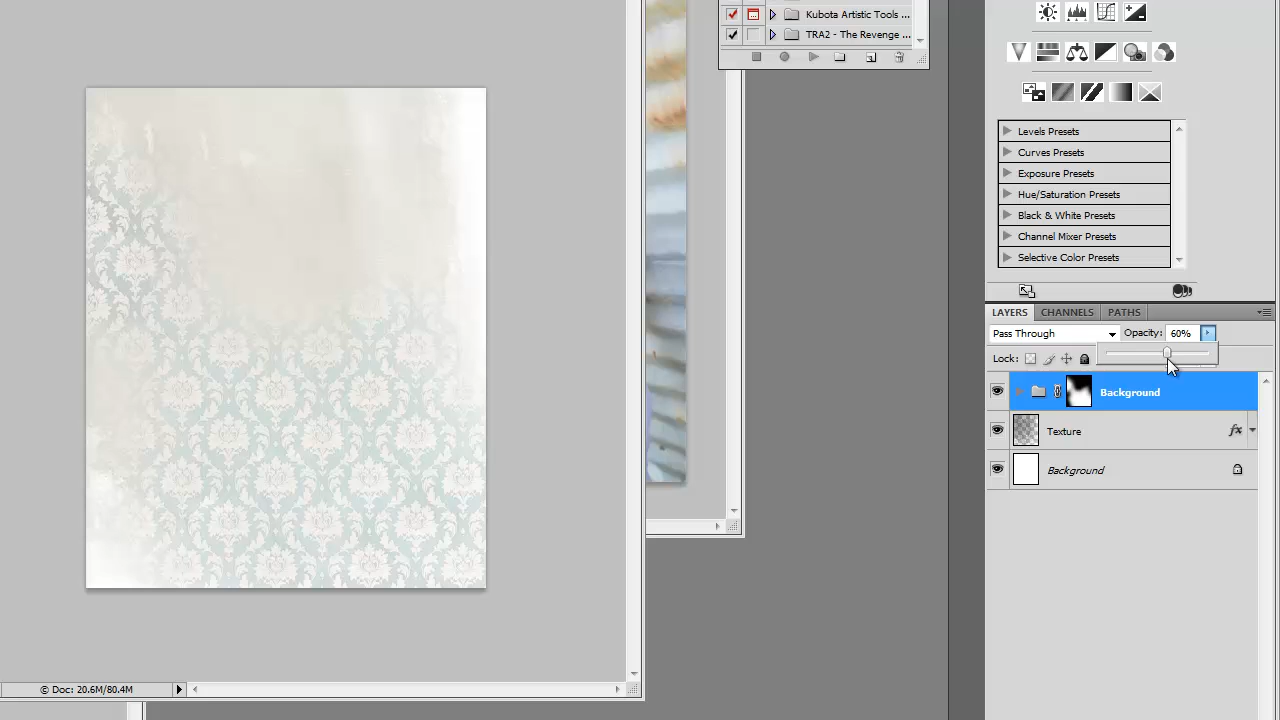 Kubota Artistic Tools ...
TRA2 - The Revenge ...
Levels Presets
Curves Presets
Exposure Presets
Hue/Saturation Presets
Black & White Presets
Channel Mixer Presets
Selective Color Presets
LAYERS CHANNELS PATHS
Pass Through Opacity: 60%
Lock:
Background
Texture fx
Background
© Doc: 20.6M/80.4M